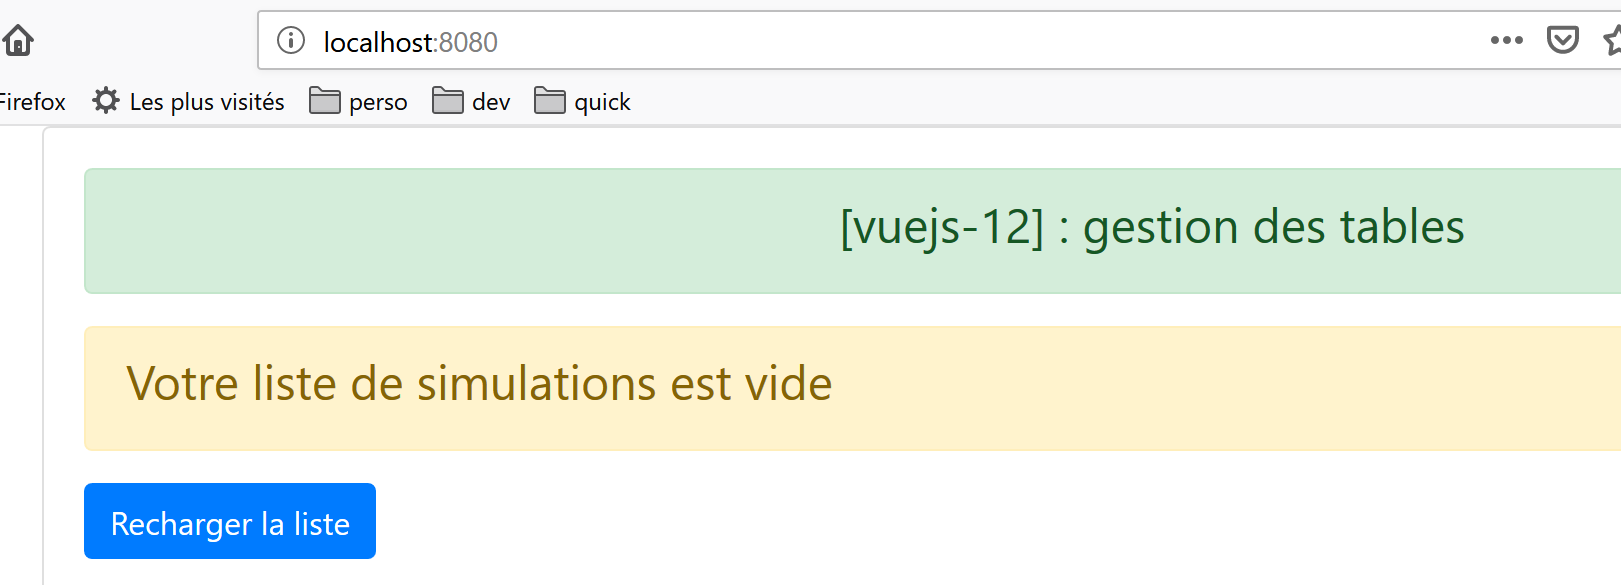 localhost:8080
Firefox Les plus visités perso dev quick
[vuejs-12] : gestion des tables
Votre liste de simulations est vide
Recharger la liste